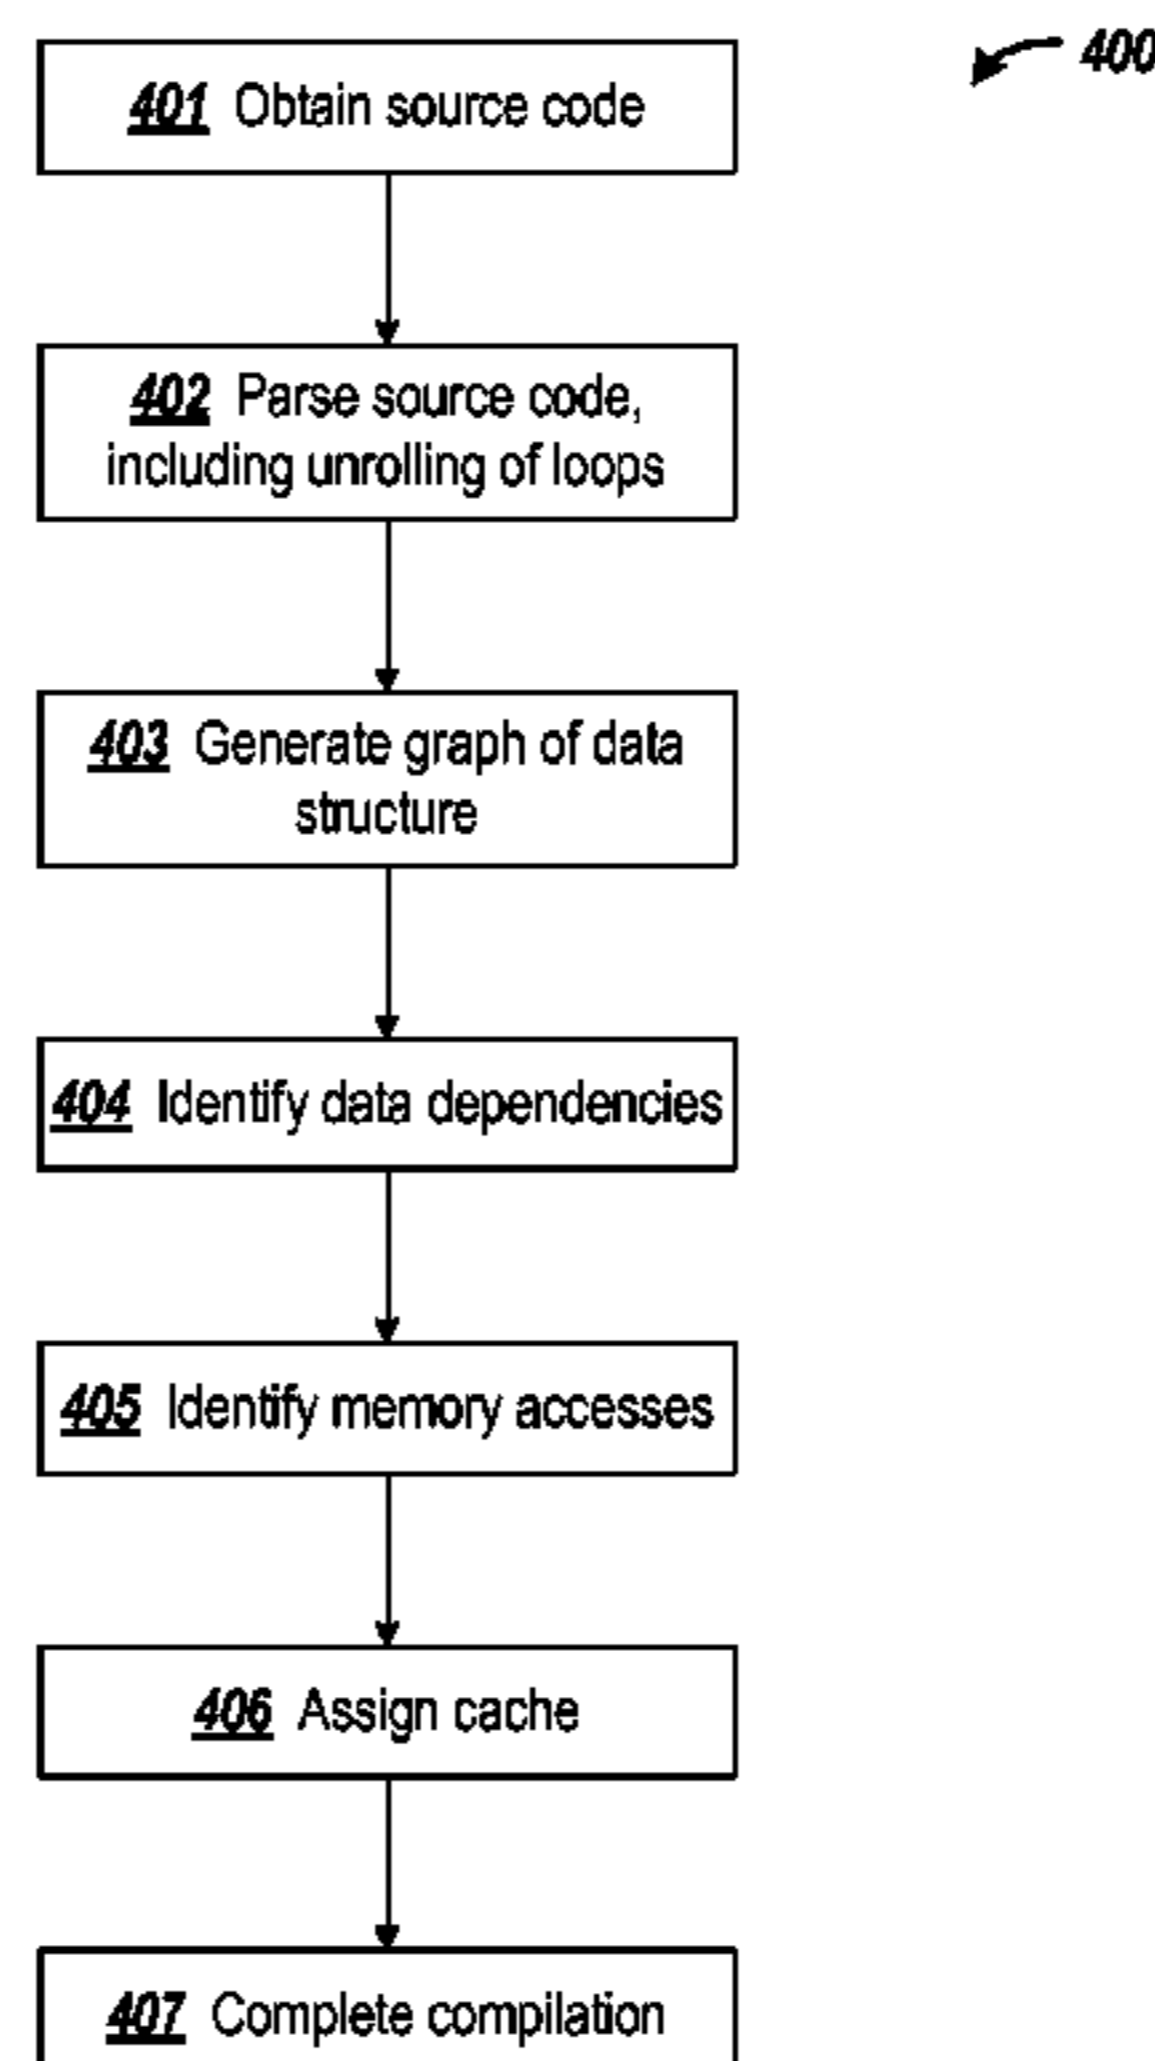 400
401 Obtain source code
402 Parse source code,
including unrolling of loops
403 Generate graph of data
structure
404 Identify data dependencies
405 Identify memory accesses
406 Assign cache
407 Complete compilation